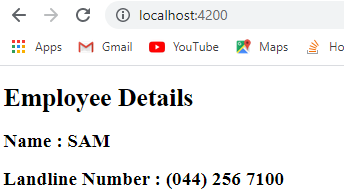 localhost:4200
Apps Gmail YouTube Maps Ho
Employee Details
Name : SAM
Landline Number : (044) 256 7100